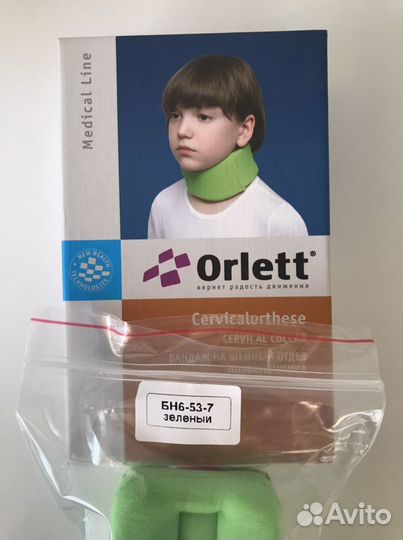 Medical Line
NEW HEALTH
TECHNOLOGIES
Orlett®
вернет радость движения
Cervicalorthese
CERVICAL COLLAR
БАНДАЖ НА ШЕЙНЫЙ ОТДЕЛ
ПОЗВОНОЧНИКА
БН6-53-7
зеленый
Avito